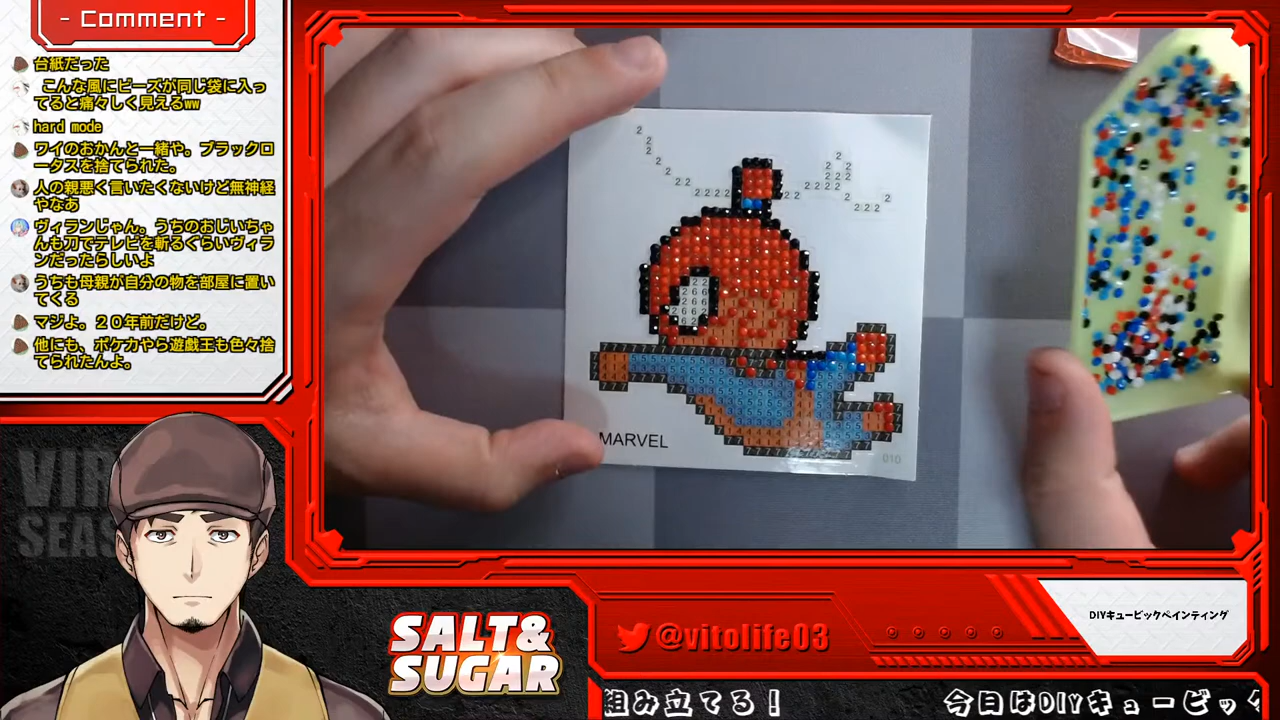 - Comment -
台紙だった
こんな風にビーズが同じ袋に入っ
てると痛々しく見えるww
hard mode
ワイのおかんと一緒や。ブラックロ
ータスを捨てられた。
人の親悪く言いたくないけど無神経
やなあ
ヴィランじゃん。うちのおじいちゃ
んも刀でテレビを斬るぐらいヴィラ
ンだったらしいよ
うちも母親が自分の物を部屋に置い
てくる
マジよ。２０年前だけど。
他にも、ポケカやら遊戯王も色々捨
てられたんよ。
MARVEL
010
VIR
SEAS
SALT&
SUGAR
@vitolife03
DIYキュービックペインティング
組み立てる！ 今日はDIYキュービック